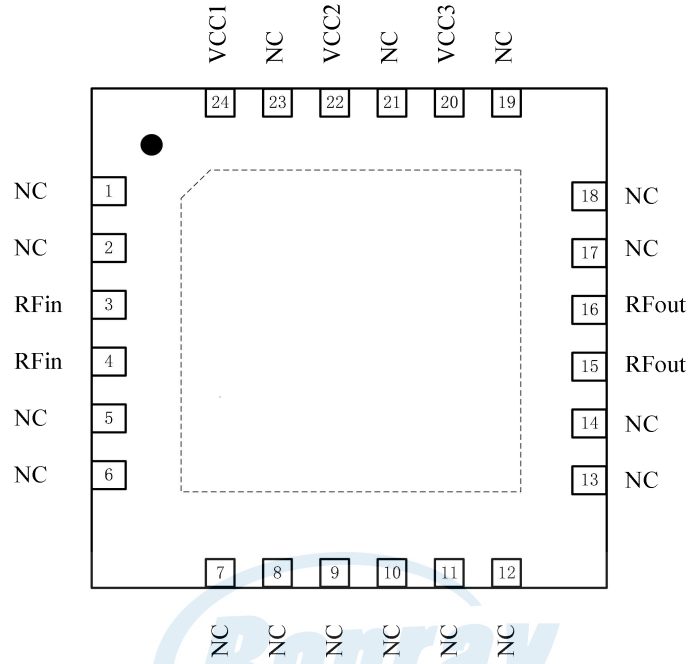 VCC1 NC VCC2 NC VCC3 NC
24 23 22 21 20 19
NC 1 18 NC
NC 2 17 NC
RFin 3 16 RFout
RFin 4 15 RFout
NC 5 14 NC
NC 6 13 NC
7 8 9 10 11 12
NC NC NC NC NC NC